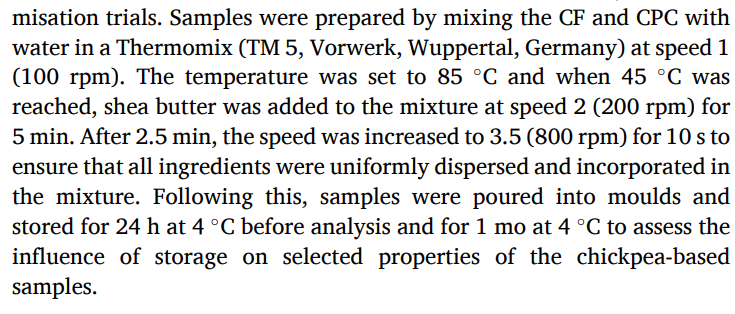 misation trials. Samples were prepared by mixing the CF and CPC with
water in a Thermomix (TM 5, Vorwerk, Wuppertal, Germany) at speed 1
(100 rpm). The temperature was set to 85 °C and when 45 °C was
reached, shea butter was added to the mixture at speed 2 (200 rpm) for
5 min. After 2.5 min, the speed was increased to 3.5 (800 rpm) for 10 s to
ensure that all ingredients were uniformly dispersed and incorporated in
the mixture. Following this, samples were poured into moulds and
stored for 24 h at 4 °C before analysis and for 1 mo at 4 °C to assess the
influence of storage on selected properties of the chickpea-based
samples.